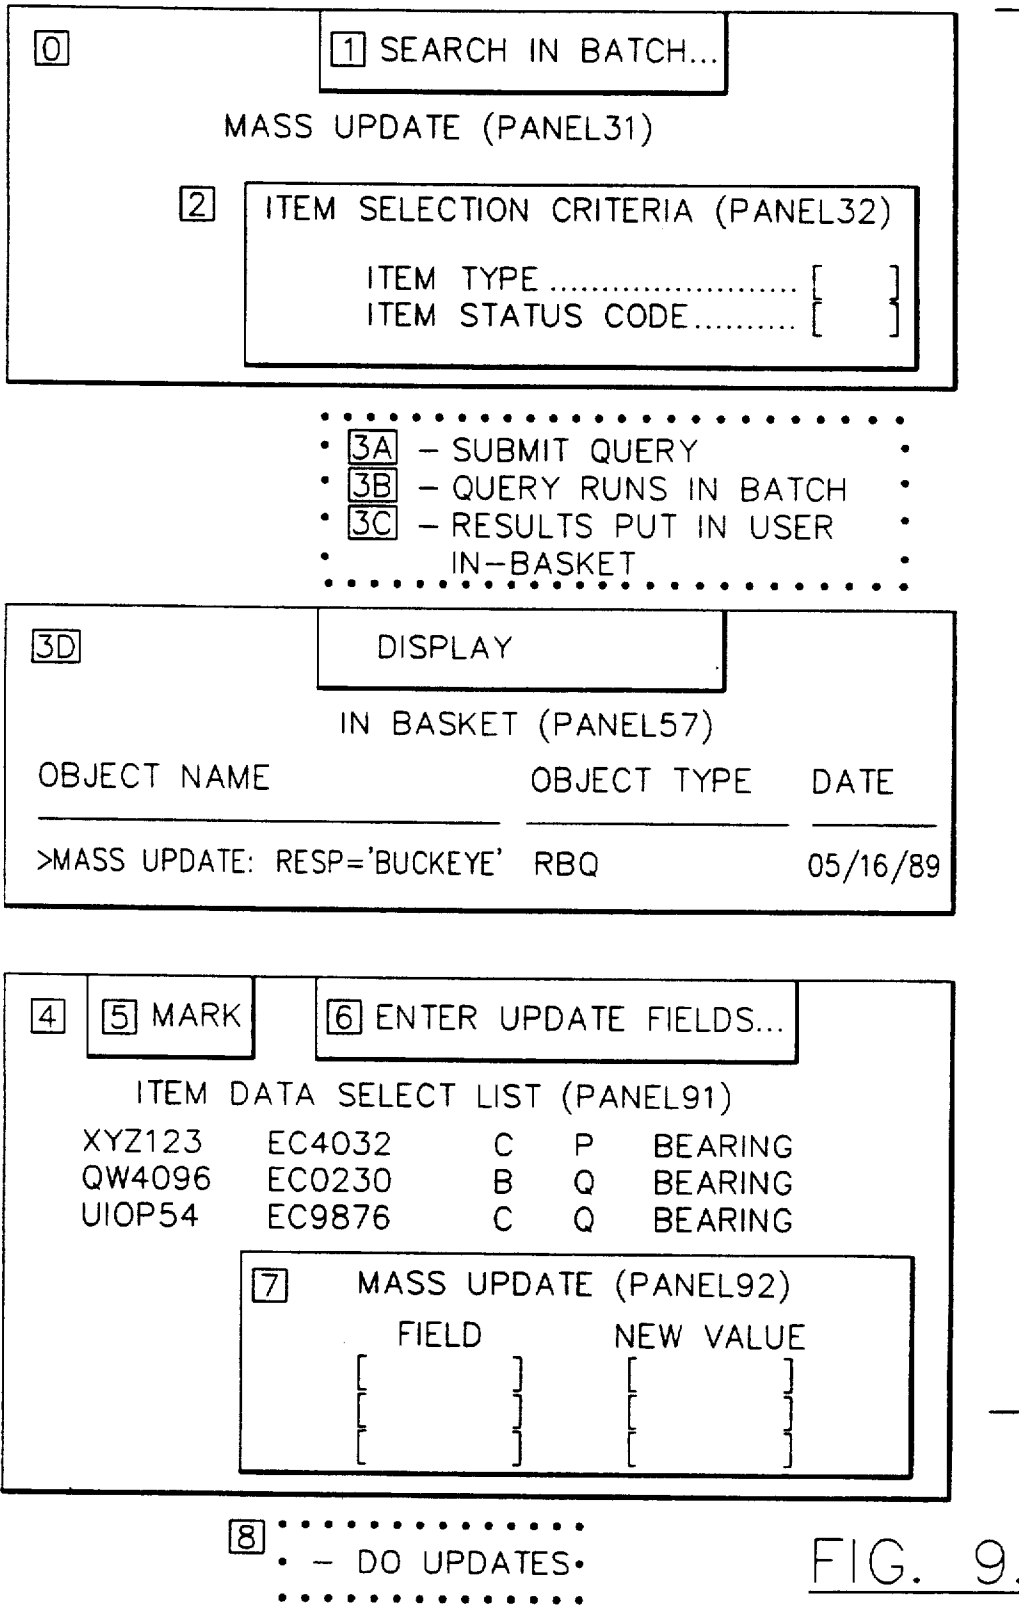 0 1 SEARCH IN BATCH...
MASS UPDATE (PANEL31)
2 ITEM SELECTION CRITERIA (PANEL32)
ITEM TYPE ........................ [ ]
ITEM STATUS CODE.......... [ ]
3A – SUBMIT QUERY
3B – QUERY RUNS IN BATCH
3C – RESULTS PUT IN USER
IN–BASKET
3D DISPLAY
IN BASKET (PANEL57)
OBJECT NAME OBJECT TYPE DATE
>MASS UPDATE: RESP='BUCKEYE' RBQ 05/16/89
4 5 MARK 6 ENTER UPDATE FIELDS...
ITEM DATA SELECT LIST (PANEL91)
XYZ123 EC4032 C P BEARING
QW4096 EC0230 B Q BEARING
UIOP54 EC9876 C Q BEARING
7 MASS UPDATE (PANEL92)
FIELD NEW VALUE
[ ] [ ]
[ ] [ ]
[ ] [ ]
8 – DO UPDATES
FIG. 9.